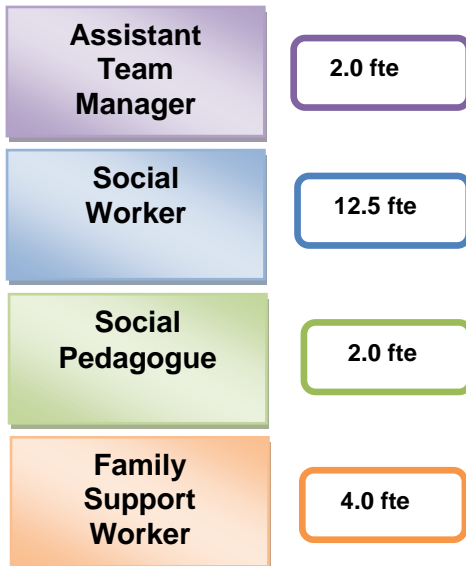 Assistant
Team
Manager
2.0 fte
Social
Worker
12.5 fte
Social
Pedagogue
2.0 fte
Family
Support
Worker
4.0 fte